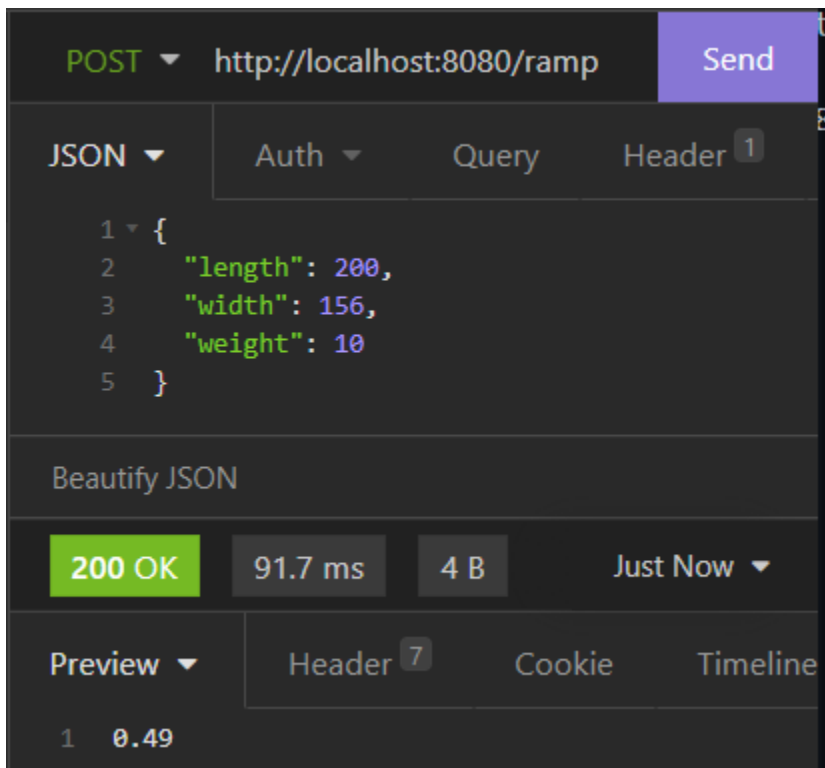 POST http://localhost:8080/ramp Send
JSON Auth Query Header 1
1 {
2 "length": 200,
3 "width": 156,
4 "weight": 10
5 }
Beautify JSON
200 OK 91.7 ms 4 B Just Now
Preview Header 7 Cookie Timeline
1 0.49